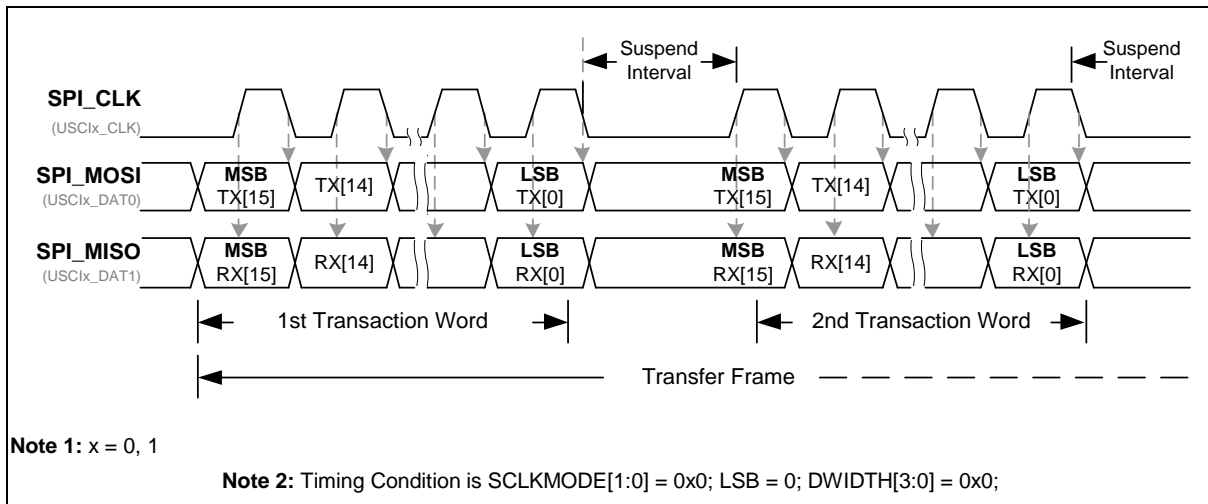 Suspend
Interval
Suspend
Interval
SPI_CLK
(USCIx_CLK)
SPI_MOSI
(USCIx_DAT0)
MSB
TX[15]
TX[14]
LSB
TX[0]
MSB
TX[15]
TX[14]
LSB
TX[0]
SPI_MISO
(USCIx_DAT1)
MSB
RX[15]
RX[14]
LSB
RX[0]
MSB
RX[15]
RX[14]
LSB
RX[0]
1st Transaction Word
2nd Transaction Word
Transfer Frame
Note 1: x = 0, 1
Note 2: Timing Condition is SCLKMODE[1:0] = 0x0; LSB = 0; DWIDTH[3:0] = 0x0;